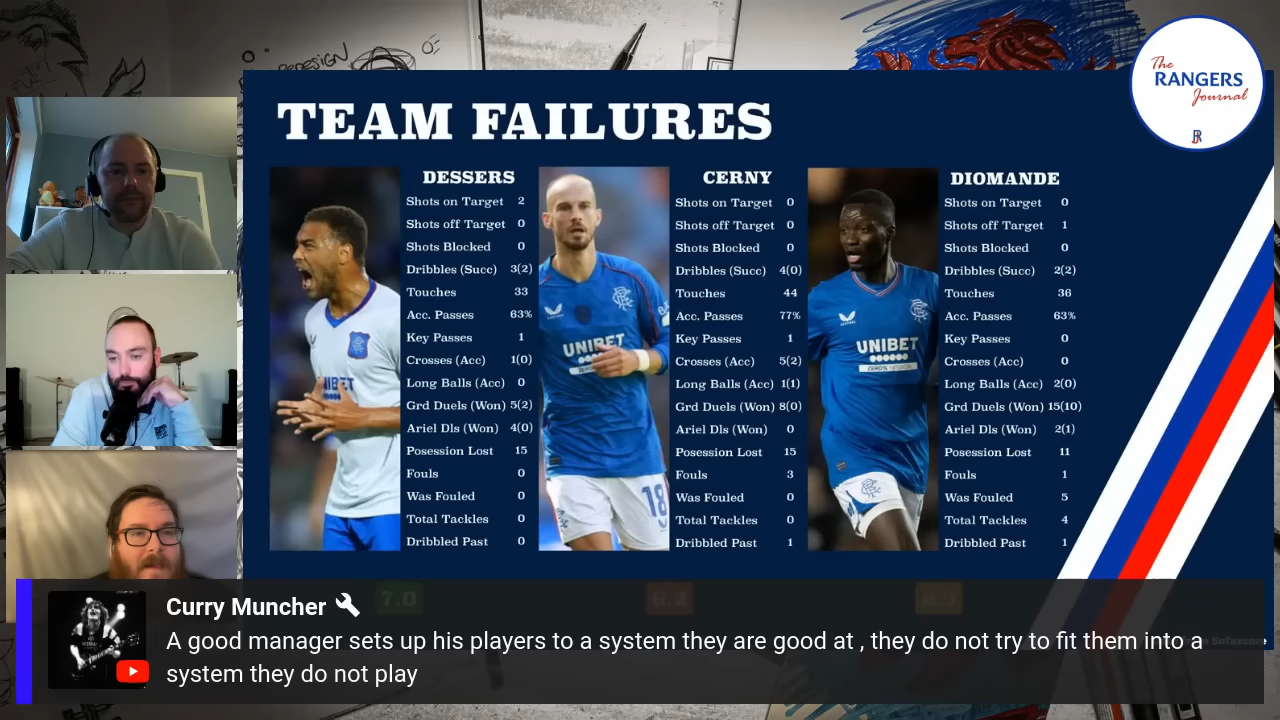 REDESIGN
The
RANGERS
Journal
TEAM FAILURES
DESSERS
Shots on Target 2
Shots off Target 0
Shots Blocked 0
Dribbles (Succ) 3(2)
Touches 33
Acc. Passes 63%
Key Passes 1
Crosses (Acc) 1(0)
Long Balls (Acc) 0
Grd Duels (Won) 5(2)
Ariel Dls (Won) 4(0)
Posession Lost 15
Fouls 0
Was Fouled 0
Total Tackles 0
Dribbled Past 0
7.0
CERNY
Shots on Target 0
Shots off Target 0
Shots Blocked 0
Dribbles (Succ) 4(0)
Touches 44
Acc. Passes 77%
Key Passes 1
Crosses (Acc) 5(2)
Long Balls (Acc) 1(1)
Grd Duels (Won) 8(0)
Ariel Dls (Won) 0
Posession Lost 15
Fouls 3
Was Fouled 0
Total Tackles 0
Dribbled Past 1
6.2
DIOMANDE
Shots on Target 0
Shots off Target 1
Shots Blocked 0
Dribbles (Succ) 2(2)
Touches 36
Acc. Passes 63%
Key Passes 0
Crosses (Acc) 0
Long Balls (Acc) 2(0)
Grd Duels (Won) 15(10)
Ariel Dls (Won) 2(1)
Posession Lost 11
Fouls 1
Was Fouled 5
Total Tackles 4
Dribbled Past 1
UNIBET
18
UNIBET
Sofascore
Curry Muncher
A good manager sets up his players to a system they are good at , they do not try to fit them into a
system they do not play